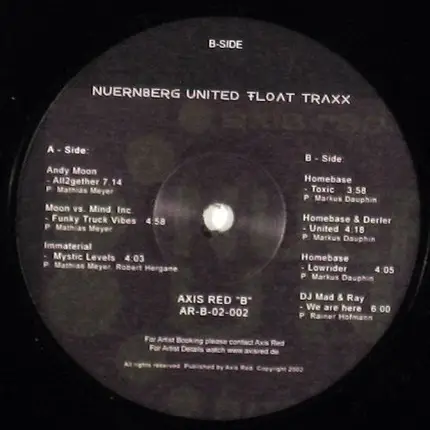 B-SIDE
NUERNBERG UNITED FLOAT TRAXX
A - Side:
Andy Moon
- All2gether 7.14
P: Mathias Meyer
Moon vs. Mind. Inc.
- Funky Truck Vibes 4:58
P: Mathias Meyer
Immaterial
- Mystic Levels 4:03
P: Mathias Meyer, Robert Hergane
B - Side:
Homebase
- Toxic 3:58
P: Markus Dauphin
Homebase & Derler
- United 4:18
P: Markus Dauphin
Homebase
- Lowrider 4:05
P: Markus Dauphin
DJ Mad & Ray
- We are here 6:00
P: Rainer Hofmann
AXIS RED "B"
AR-B-02-002
For Artist Booking please contact Axis Red
For Artist Details watch www.axisred.de
All rights reserved. Published by Axis Red. Copyright 2002